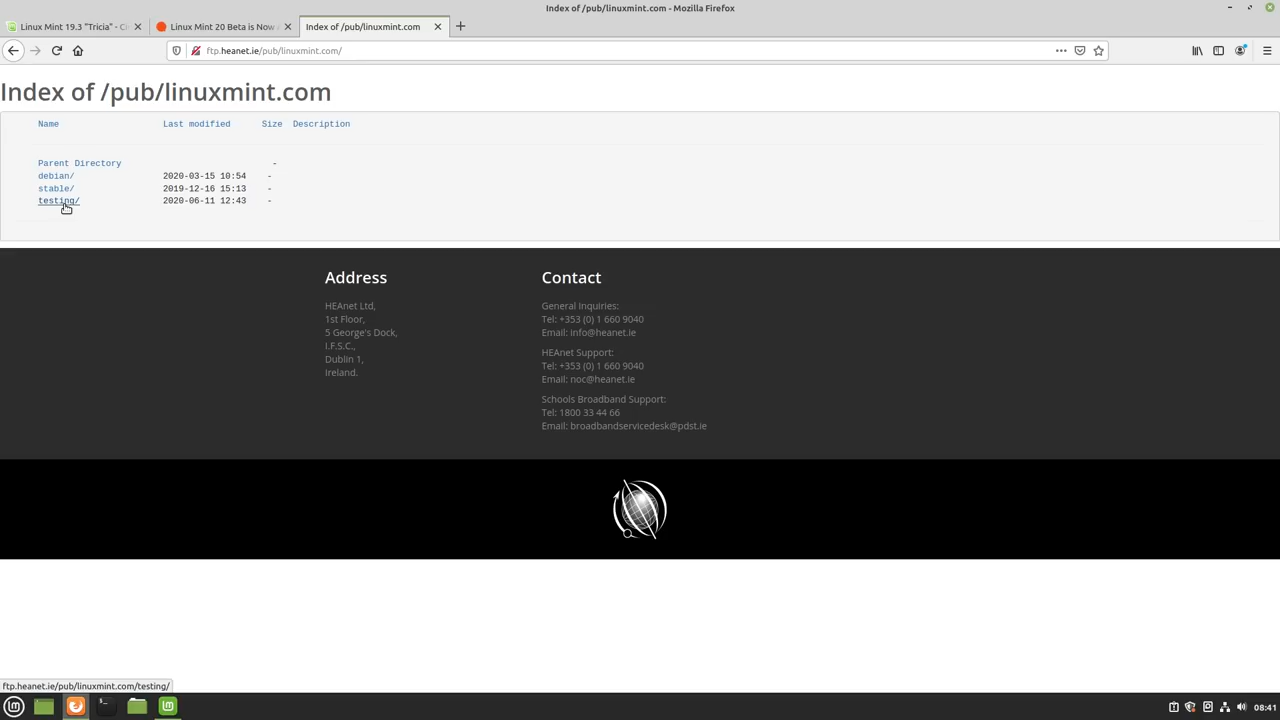 Index of /pub/linuxmint.com - Mozilla Firefox
Linux Mint 19.3 "Tricia" - Ci
Linux Mint 20 Beta is Now A
Index of /pub/linuxmint.com
ftp.heanet.ie/pub/linuxmint.com/
Index of /pub/linuxmint.com
Name Last modified Size Description
Parent Directory -
debian/ 2020-03-15 10:54 -
stable/ 2019-12-16 15:13 -
testing/ 2020-06-11 12:43 -
Address
HEAnet Ltd,
1st Floor,
5 George's Dock,
I.F.S.C.,
Dublin 1,
Ireland.
Contact
General Inquiries:
Tel: +353 (0) 1 660 9040
Email: info@heanet.ie
HEAnet Support:
Tel: +353 (0) 1 660 9040
Email: noc@heanet.ie
Schools Broadband Support:
Tel: 1800 33 44 66
Email: broadbandservicedesk@pdst.ie
ftp.heanet.ie/pub/linuxmint.com/testing/
08:41